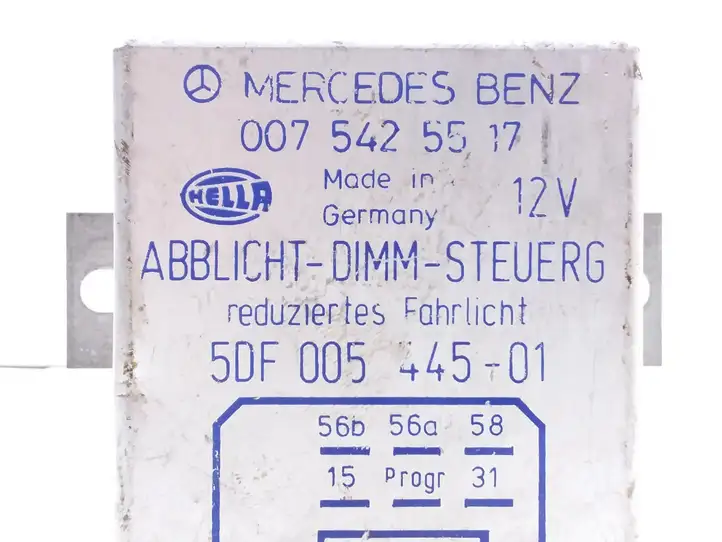 MERCEDES BENZ
007 542 55 17
HELLA
Made in
Germany
12V
ABBLICHT-DIMM-STEUERG
reduziertes Fahrlicht
5DF 005 445-01
56b 56a 58
15 Progr 31